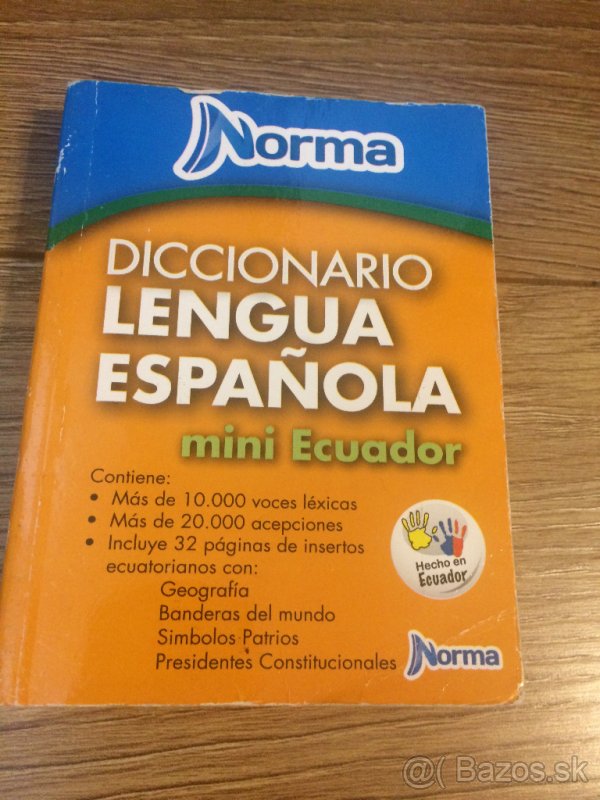 Norma
DICCIONARIO
LENGUA
ESPAÑOLA
mini Ecuador
Contiene:
• Más de 10.000 voces léxicas
• Más de 20.000 acepciones
• Incluye 32 páginas de insertos
ecuatorianos con:
Geografía
Banderas del mundo
Simbolos Patrios
Presidentes Constitucionales
Hecho en
Ecuador
Norma
@( Bazos.sk